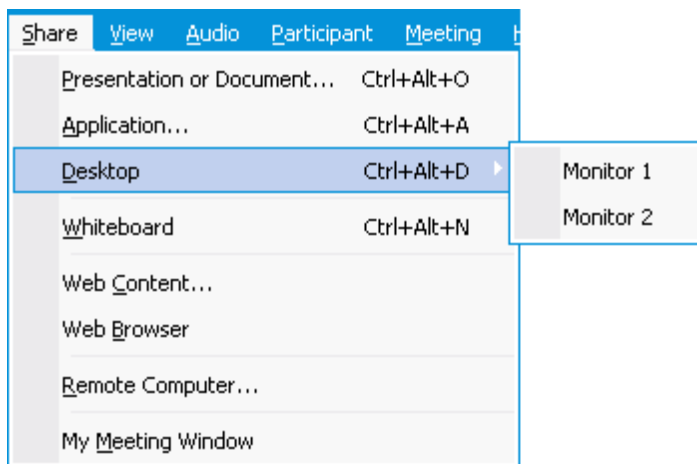 Share View Audio Participant Meeting
Presentation or Document... Ctrl+Alt+O
Application... Ctrl+Alt+A
Desktop Ctrl+Alt+D
Monitor 1
Monitor 2
Whiteboard Ctrl+Alt+N
Web Content...
Web Browser
Remote Computer...
My Meeting Window